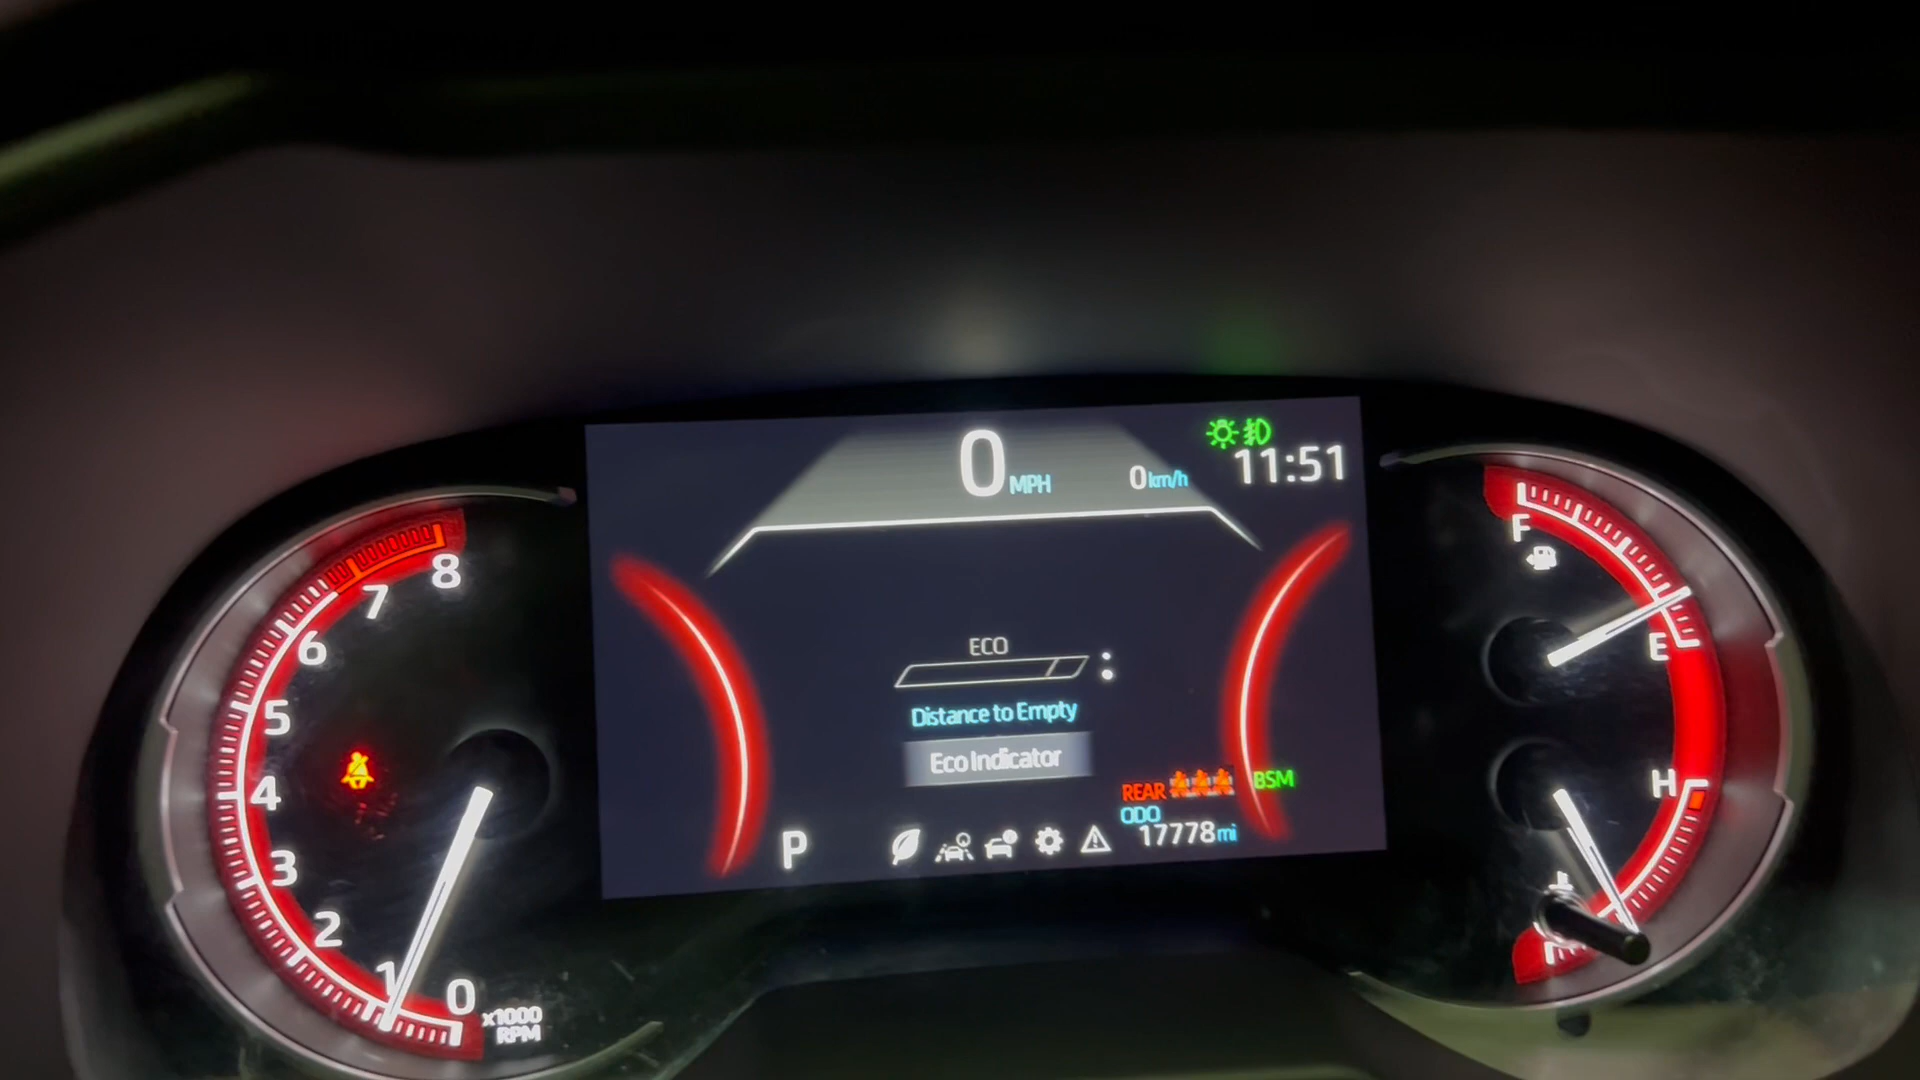 0 MPH
0 km/h
11:51
8
7
6
5
4
3
2
1
0
x1000
RPM
ECO
Distance to Empty
Eco Indicator
REAR
BSM
ODO
17778 mi
P
F
E
H